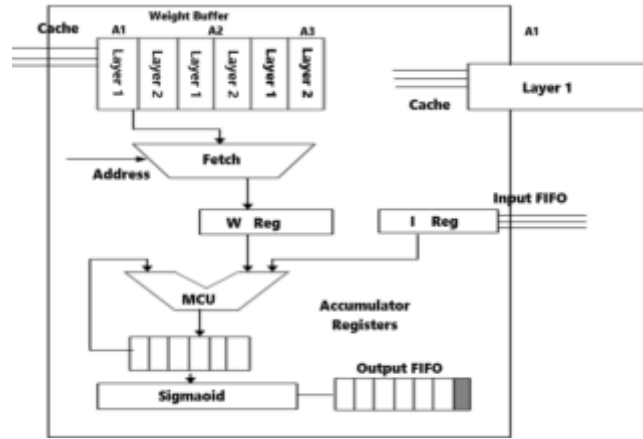 Weight Buffer
Cache
A1
A2
A3
A1
Layer 1
Layer 2
Layer 1
Layer 2
Layer 1
Layer 2
Layer 1
Cache
Fetch
Address
Input FIFO
W Reg
I Reg
MCU
Accumulator
Registers
Output FIFO
Sigmaoid